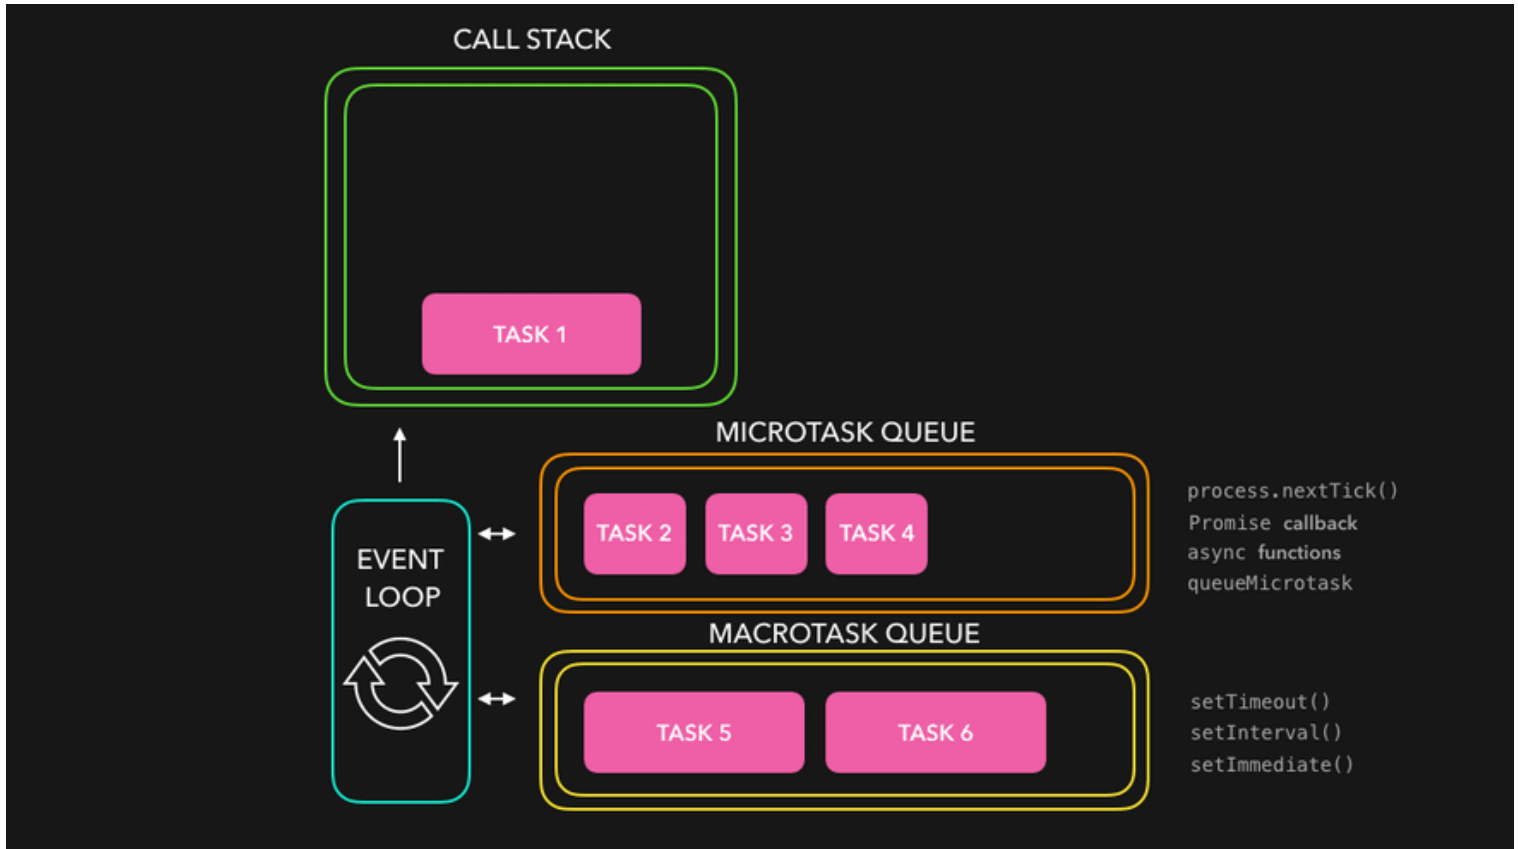 CALL STACK
TASK 1
MICROTASK QUEUE
TASK 2 TASK 3 TASK 4
process.nextTick()
Promise callback
async functions
queueMicrotask
EVENT
LOOP
MACROTASK QUEUE
TASK 5 TASK 6
setTimeout()
setInterval()
setImmediate()